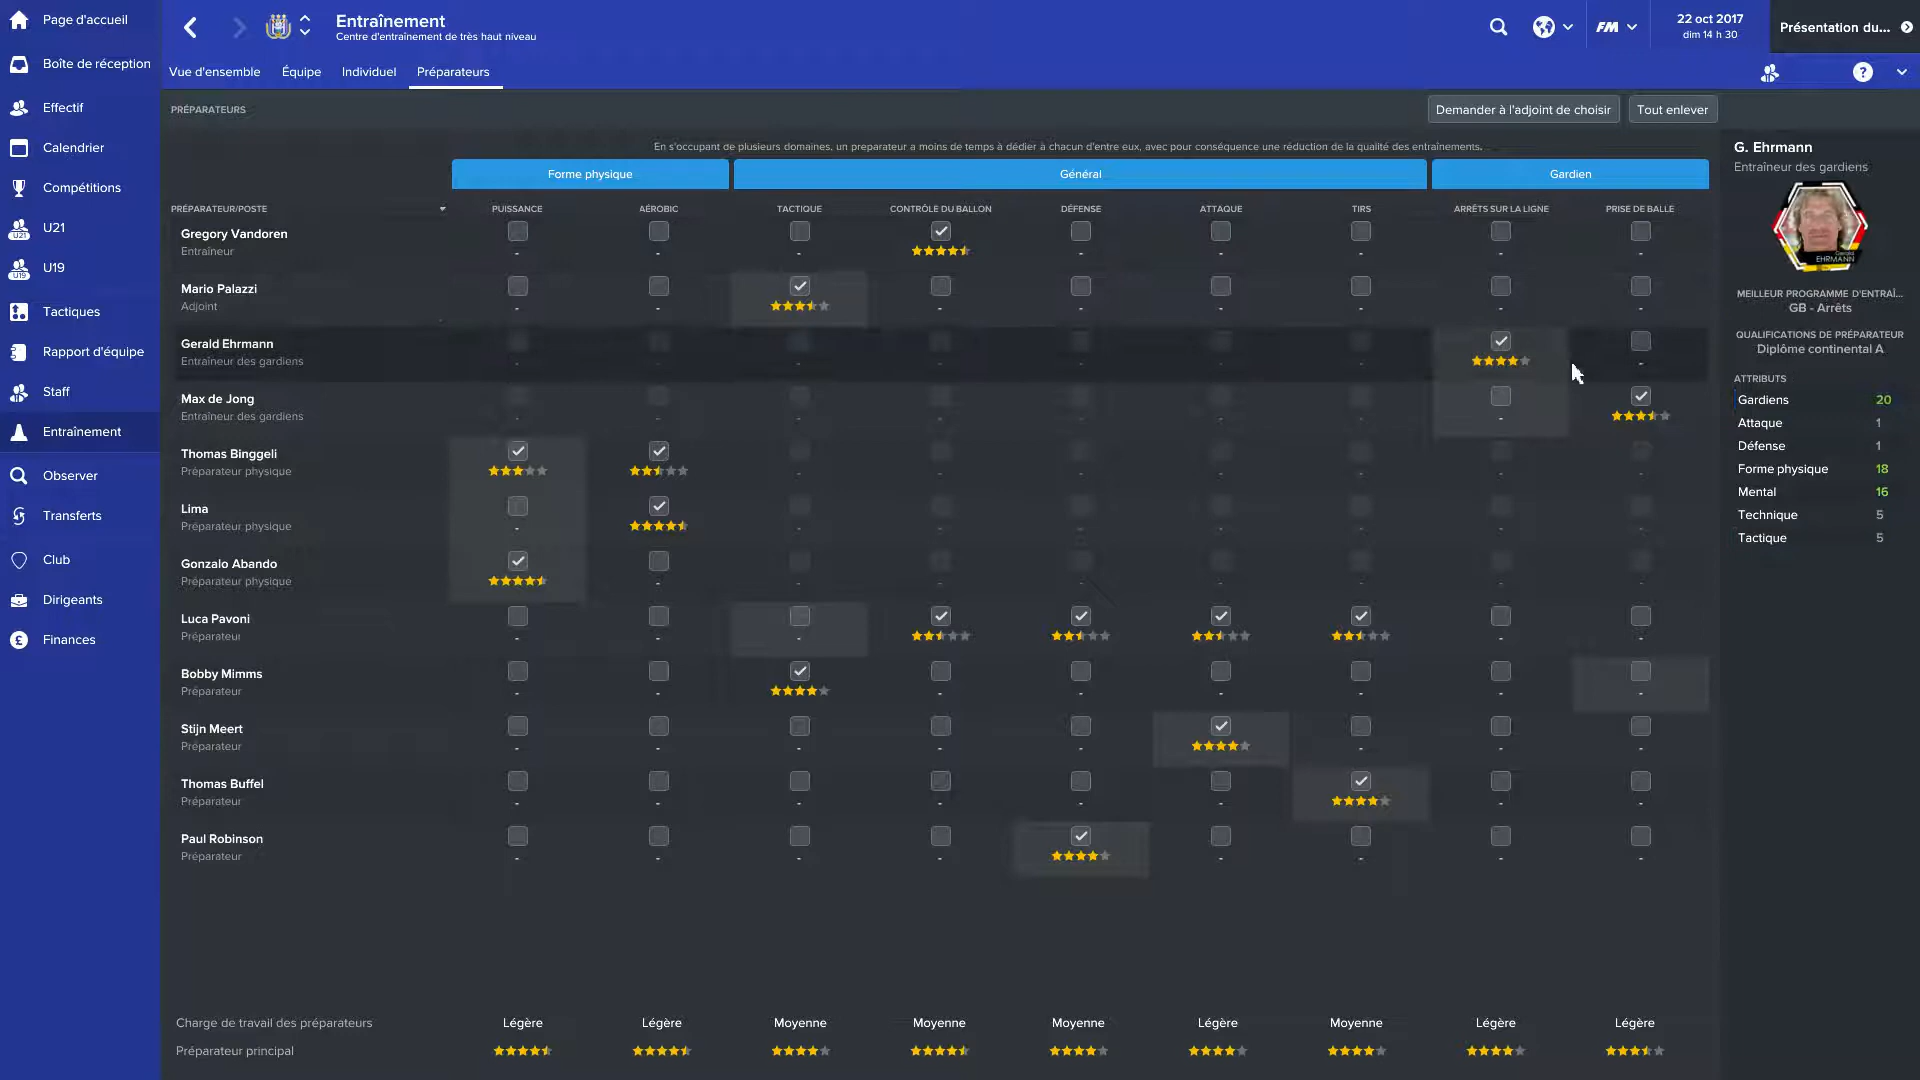 Page d'accueil
Boîte de réception
Effectif
Calendrier
Compétitions
U21
U21
U19
U19
Tactiques
Rapport d'équipe
Staff
Entraînement
Observer
Transferts
Club
Dirigeants
Finances
Entraînement
Centre d'entraînement de très haut niveau
FM
22 oct 2017
dim 14 h 30
Présentation du...
Vue d'ensemble Équipe Individuel Préparateurs
?
PRÉPARATEURS
Demander à l'adjoint de choisir
Tout enlever
En s'occupant de plusieurs domaines, un preparateur a moins de temps à dédier à chacun d'entre eux, avec pour conséquence une réduction de la qualité des entraînements.
Forme physique Général Gardien
PRÉPARATEUR/POSTE PUISSANCE AÉROBIC TACTIQUE CONTRÔLE DU BALLON DÉFENSE ATTAQUE TIRS ARRÊTS SUR LA LIGNE PRISE DE BALLE
Gregory Vandoren
Entraîneur
- - - - - - - -
Mario Palazzi
Adjoint
- - - - - - - -
Gerald Ehrmann
Entraîneur des gardiens
- - - - - - - -
Max de Jong
Entraîneur des gardiens
- - - - - - - -
Thomas Binggeli
Préparateur physique
- - - - - - -
Lima
Préparateur physique
- - - - - - - -
Gonzalo Abando
Préparateur physique
- - - - - - - -
Luca Pavoni
Préparateur
- - - - -
Bobby Mimms
Préparateur
- - - - - - - -
Stijn Meert
Préparateur
- - - - - - - -
Thomas Buffel
Préparateur
- - - - - - - -
Paul Robinson
Préparateur
- - - - - - - -
Charge de travail des préparateurs Légère Légère Moyenne Moyenne Moyenne Légère Moyenne Légère Légère
Préparateur principal
G. Ehrmann
Entraîneur des gardiens
EHRMANN
MEILLEUR PROGRAMME D'ENTRAÎ...
GB - Arrêts
QUALIFICATIONS DE PRÉPARATEUR
Diplôme continental A
ATTRIBUTS
Gardiens 20
Attaque 1
Défense 1
Forme physique 18
Mental 16
Technique 5
Tactique 5